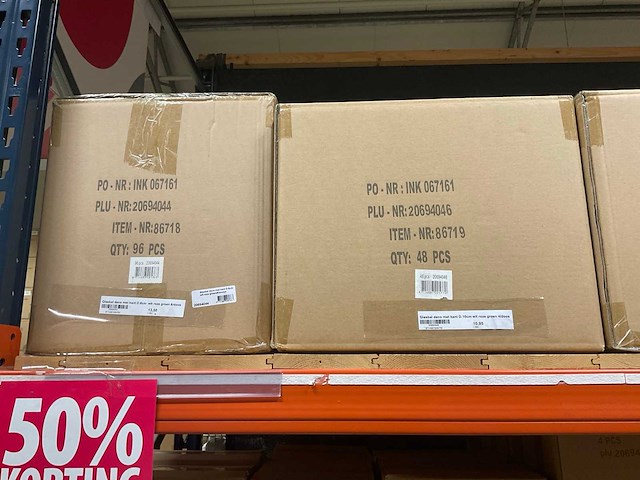 PO - NR : INK 067161
PLU - NR: 20694044
ITEM - NR: 86718
QTY: 96 PCS
PO - NR : INK 067161
PLU - NR: 20694046
ITEM - NR: 86719
QTY: 48 PCS
50%
KORTING